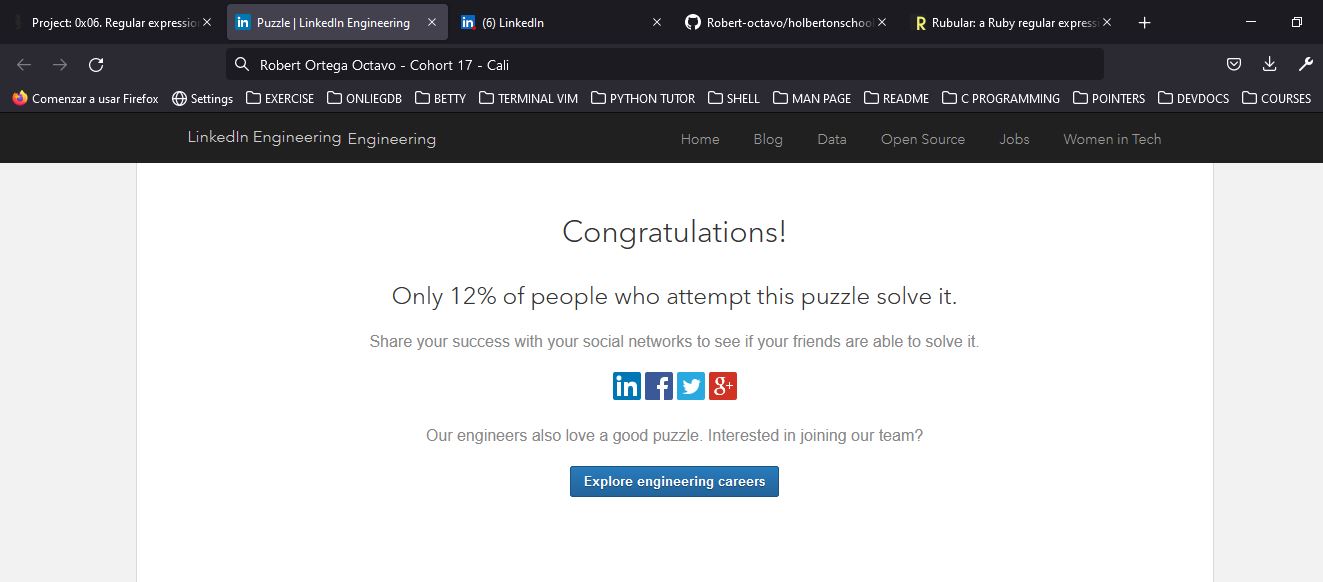 Project: 0x06. Regular expressio
Puzzle | LinkedIn Engineering
(6) LinkedIn
Robert-octavo/holbertonschool
Rubular: a Ruby regular express
Robert Ortega Octavo - Cohort 17 - Cali
Comenzar a usar Firefox Settings EXERCISE ONLIEGDB BETTY TERMINAL VIM PYTHON TUTOR SHELL MAN PAGE README C PROGRAMMING POINTERS DEVDOCS COURSES
LinkedIn Engineering Engineering
Home Blog Data Open Source Jobs Women in Tech
Congratulations!
Only 12% of people who attempt this puzzle solve it.
Share your success with your social networks to see if your friends are able to solve it.
in f g+
Our engineers also love a good puzzle. Interested in joining our team?
Explore engineering careers